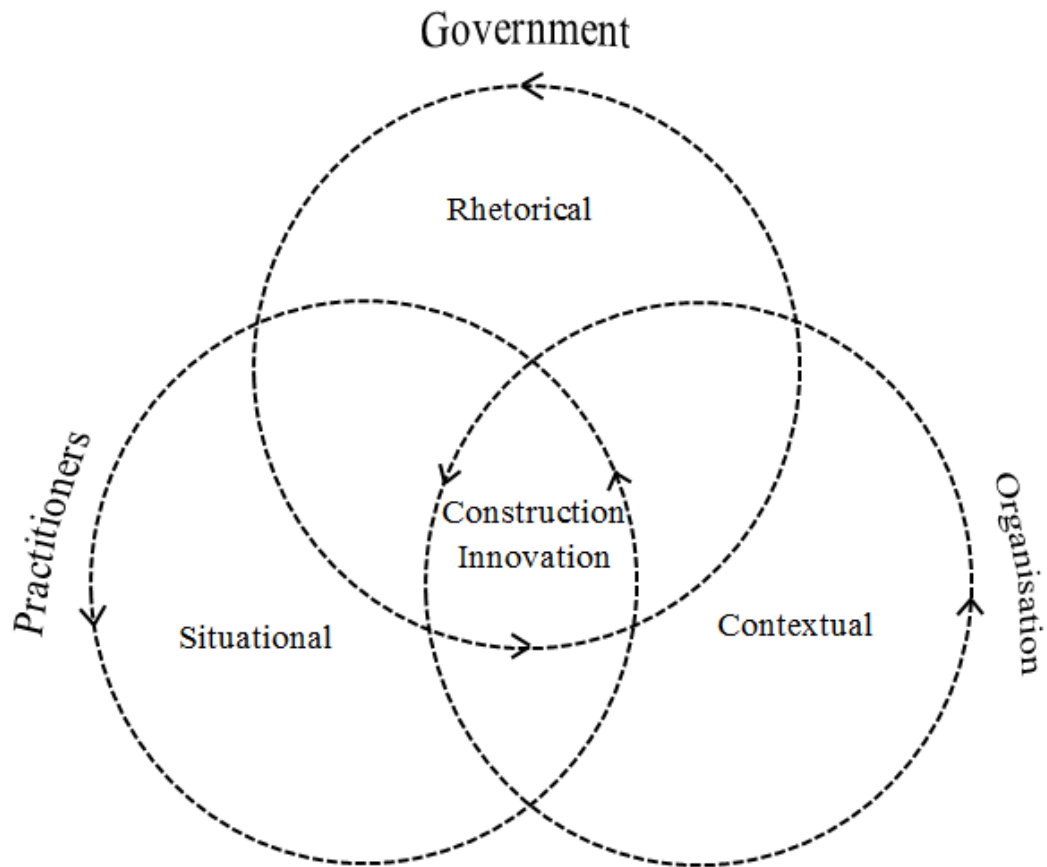 Government
Rhetorical
Practitioners
Organisation
Construction
Innovation
Situational
Contextual